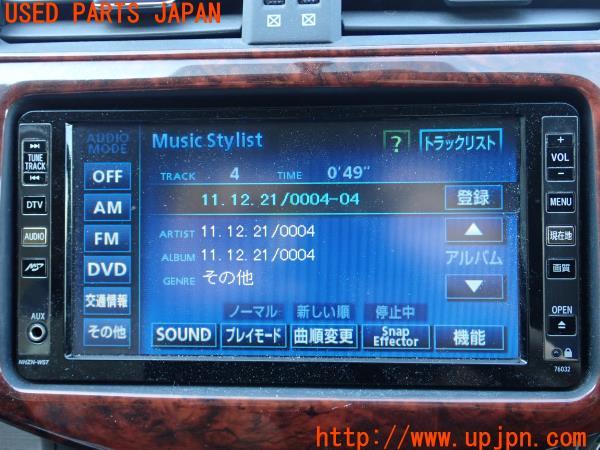 USED PARTS JAPAN
AUDIO MODE
Music Stylist
?
トラックリスト
TUNE TRACK
DTV
AUDIO
AUX
NHZN-W57
OFF
AM
FM
DVD
交通情報
その他
TRACK 4 TIME 0'49"
11. 12. 21/0004-04
登録
ARTIST 11. 12. 21/0004
ALBUM 11. 12. 21/0004
GENRE その他
アルバム
ノーマル 新しい順 停止中
SOUND
プレイモード
曲順変更
Snap Effector
機能
+
VOL
−
MENU
現在地
画質
OPEN
76032
http://www.upjpn.com/